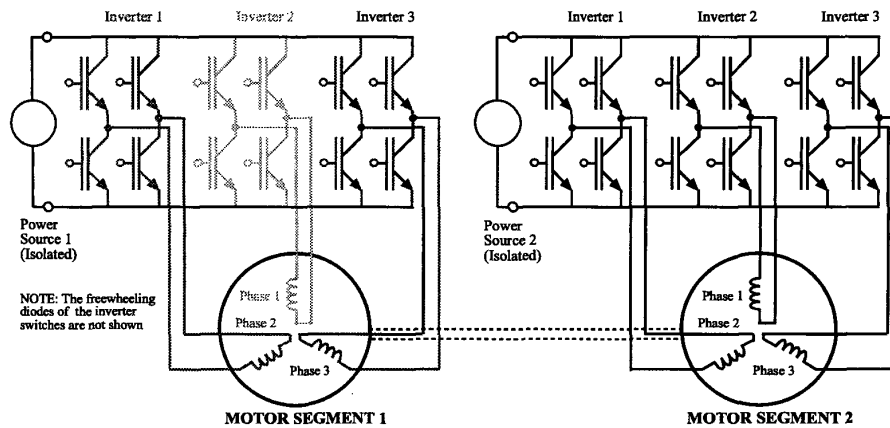 Inverter 1 Inverter 2 Inverter 3 Inverter 1 Inverter 2 Inverter 3
Power
Source 1
(Isolated)
Power
Source 2
(Isolated)
NOTE: The freewheeling
diodes of the inverter
switches are not shown
Phase 1
Phase 2
Phase 3
Phase 1
Phase 2
Phase 3
MOTOR SEGMENT 1
MOTOR SEGMENT 2